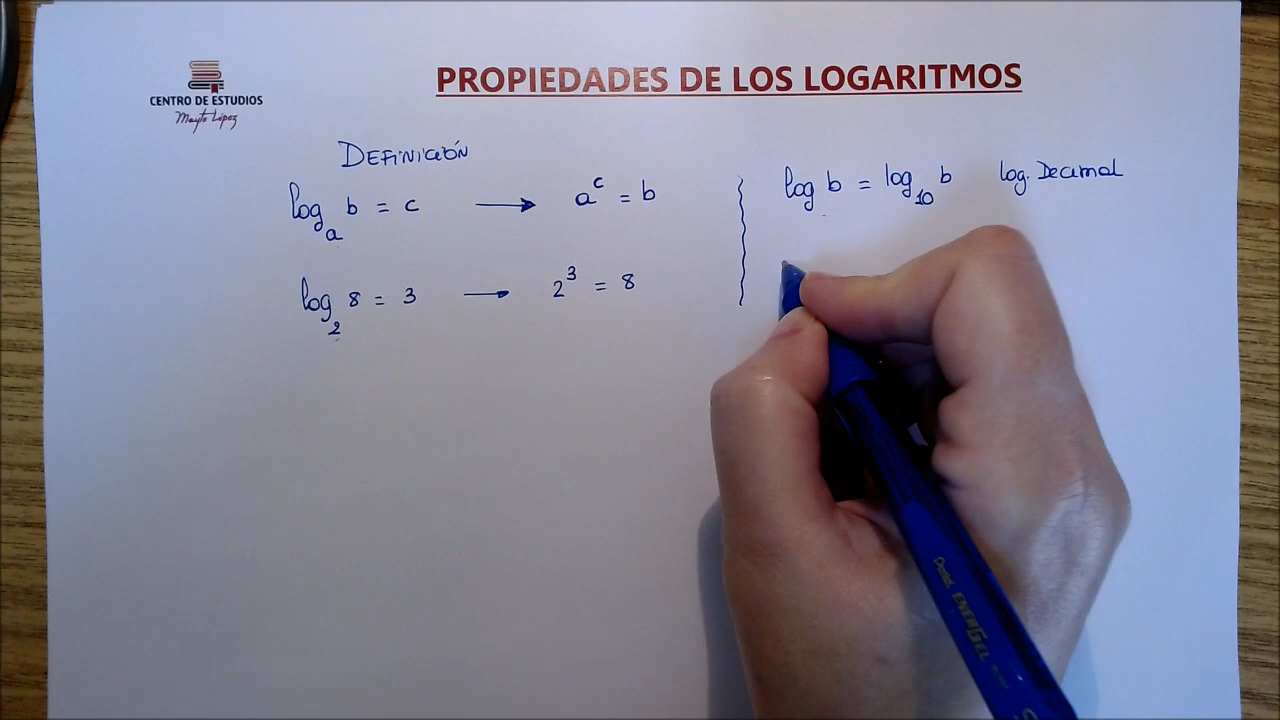 CENTRO DE ESTUDIOS
Mayte López
PROPIEDADES DE LOS LOGARITMOS
DEFINICIÓN
log_a b = c → a^c = b
log_2 8 = 3 → 2^3 = 8
log b = log_10 b log. Decimal
Pentel ENERGEL